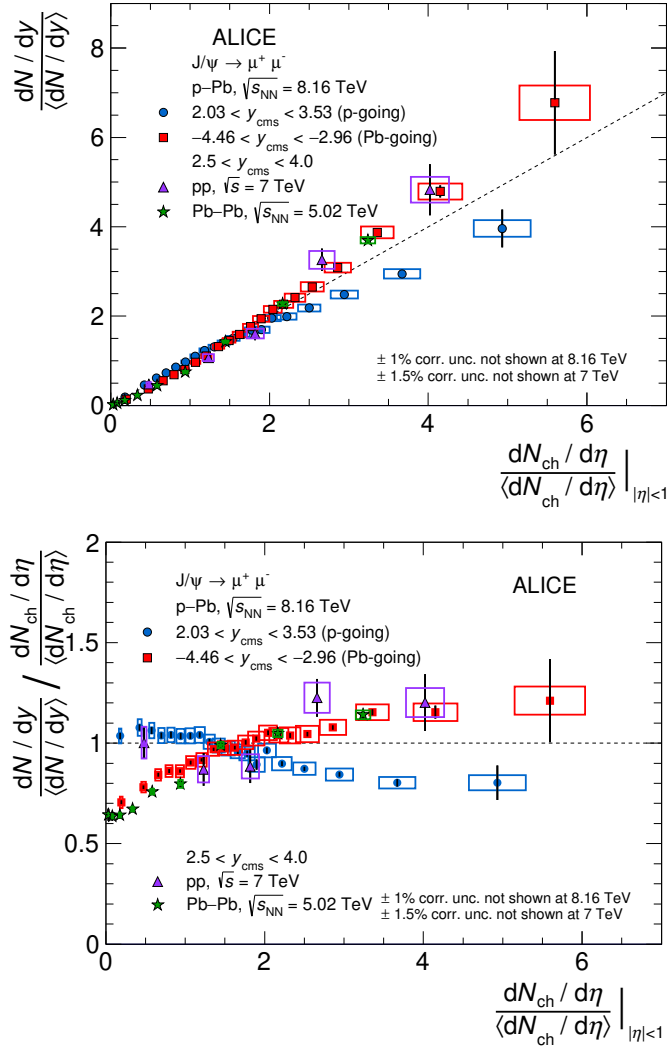 ALICE
J/ψ → μ⁺ μ⁻
p–Pb, √s_NN = 8.16 TeV
2.03 < y_cms < 3.53 (p-going)
−4.46 < y_cms < −2.96 (Pb-going)
2.5 < y_cms < 4.0
pp, √s = 7 TeV
Pb–Pb, √s_NN = 5.02 TeV
± 1% corr. unc. not shown at 8.16 TeV
± 1.5% corr. unc. not shown at 7 TeV
dN / dy
⟨dN / dy⟩
8
6
4
2
0
0 2 4 6
dN_ch / dη
⟨dN_ch / dη⟩ | |η|<1
J/ψ → μ⁺ μ⁻
ALICE
p–Pb, √s_NN = 8.16 TeV
2.03 < y_cms < 3.53 (p-going)
−4.46 < y_cms < −2.96 (Pb-going)
2.5 < y_cms < 4.0
pp, √s = 7 TeV
Pb–Pb, √s_NN = 5.02 TeV
± 1% corr. unc. not shown at 8.16 TeV
± 1.5% corr. unc. not shown at 7 TeV
dN / dy / dN_ch / dη
⟨dN / dy⟩ ⟨dN_ch / dη⟩
2
1.5
1
0.5
0
0 2 4 6
dN_ch / dη
⟨dN_ch / dη⟩ | |η|<1